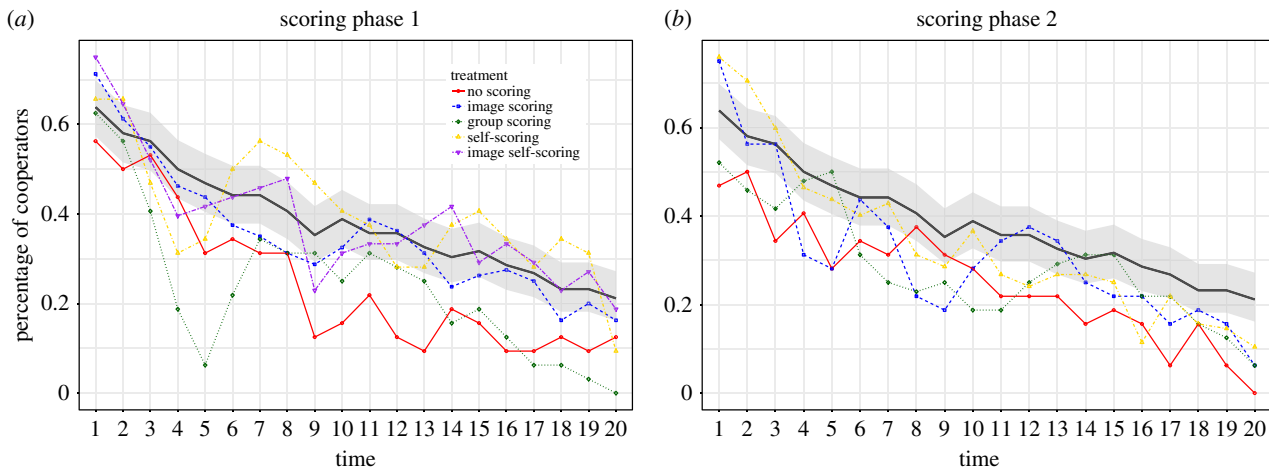 (a) scoring phase 1
percentage of cooperators
0.6
0.4
0.2
0
treatment
no scoring
image scoring
group scoring
self-scoring
image self-scoring
1 2 3 4 5 6 7 8 9 10 11 12 13 14 15 16 17 18 19 20
time
(b) scoring phase 2
0.6
0.4
0.2
0
1 2 3 4 5 6 7 8 9 10 11 12 13 14 15 16 17 18 19 20
time